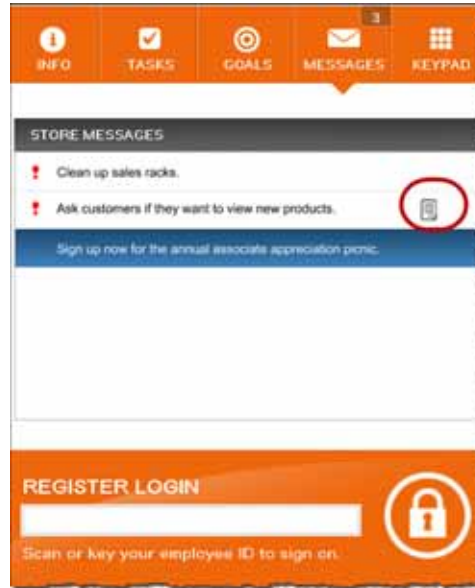 3
INFO TASKS GOALS MESSAGES KEYPAD
STORE MESSAGES
! Clean up sales racks.
! Ask customers if they want to view new products.
Sign up now for the annual associate appreciation picnic.
REGISTER LOGIN
Scan or key your employee ID to sign on.